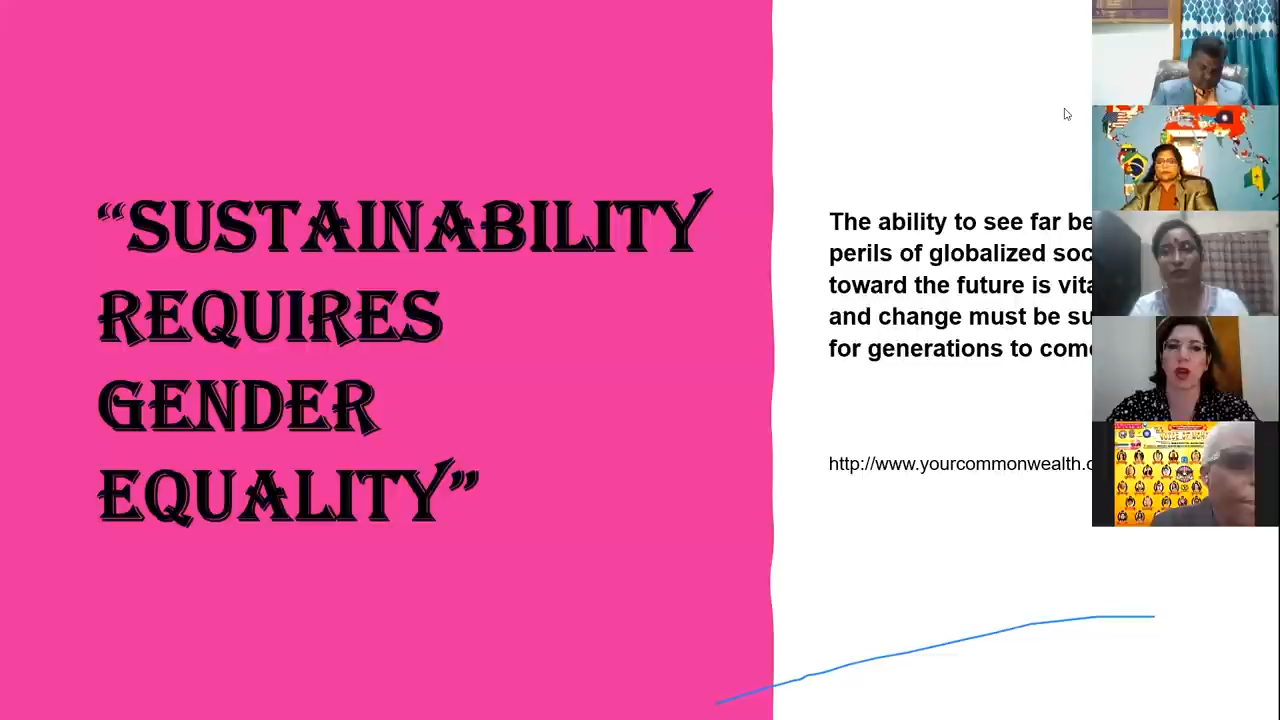 “SUSTAINABILITY
REQUIRES
GENDER
EQUALITY”
The ability to see far be
perils of globalized soc
toward the future is vita
and change must be su
for generations to come
http://www.yourcommonwealth.o